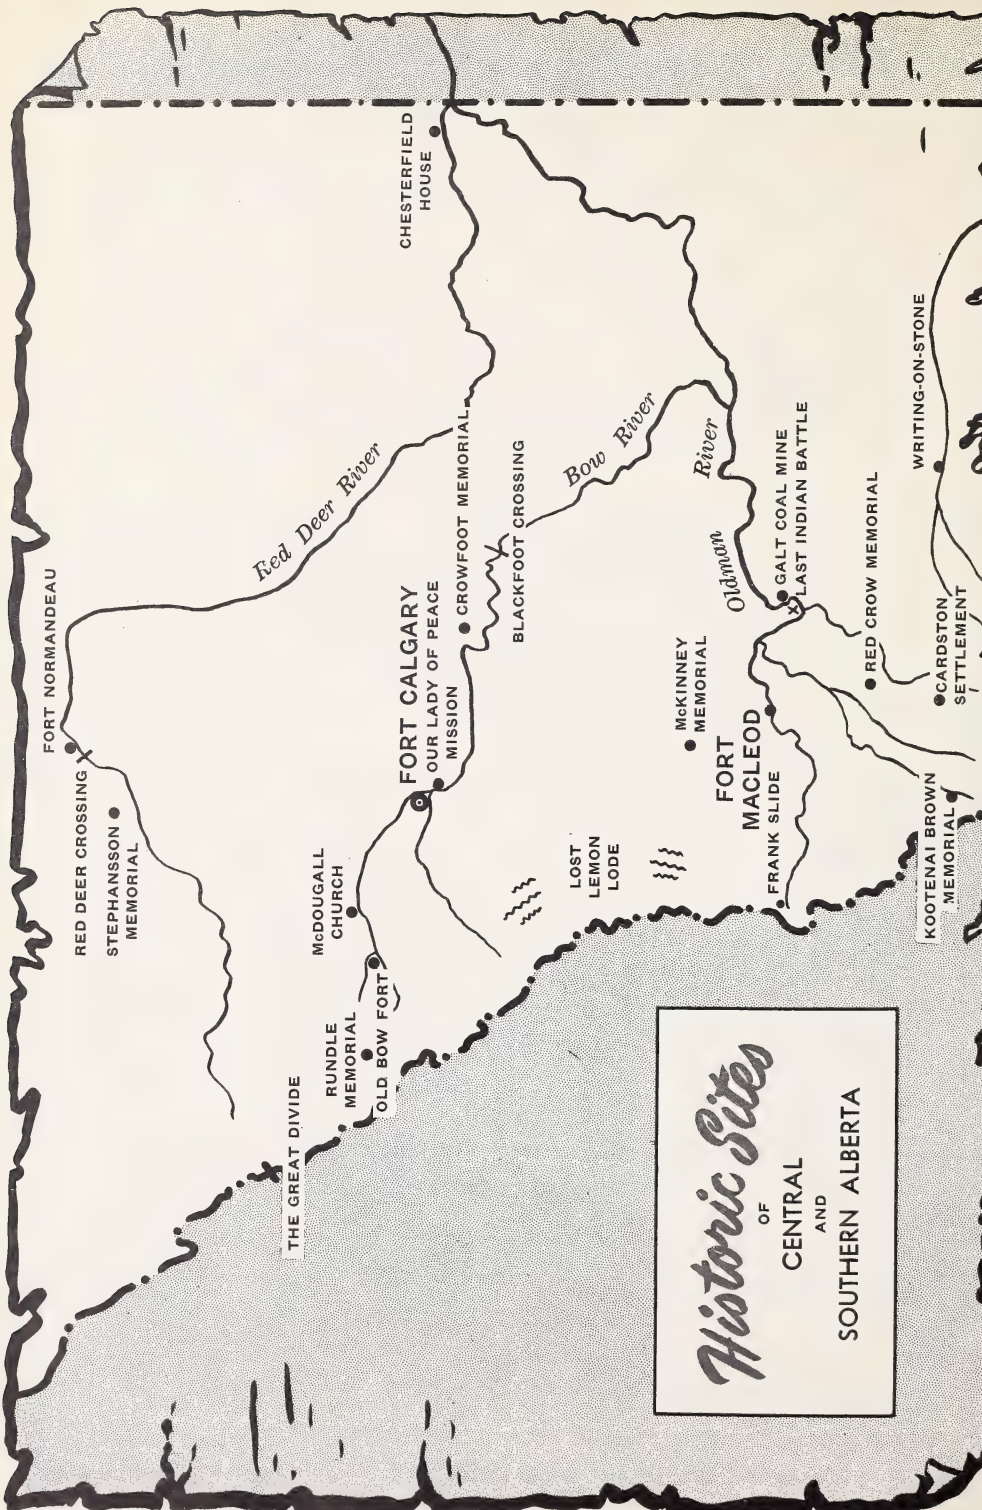 FORT NORMANDEAU
RED DEER CROSSING
STEPHANSSON
MEMORIAL
Red Deer River
CHESTERFIELD
HOUSE
THE GREAT DIVIDE
RUNDLE
MEMORIAL
OLD BOW FORT
McDOUGALL
CHURCH
FORT CALGARY
OUR LADY OF PEACE
MISSION
CROWFOOT MEMORIAL
BLACKFOOT CROSSING
Bow River
LOST
LEMON
LODE
McKINNEY
MEMORIAL
Oldman River
FORT
MACLEOD
FRANK SLIDE
GALT COAL MINE
LAST INDIAN BATTLE
RED CROW MEMORIAL
WRITING-ON-STONE
CARDSTON
SETTLEMENT
KOOTENAI BROWN
MEMORIAL
Historic Sites
OF
CENTRAL
AND
SOUTHERN ALBERTA